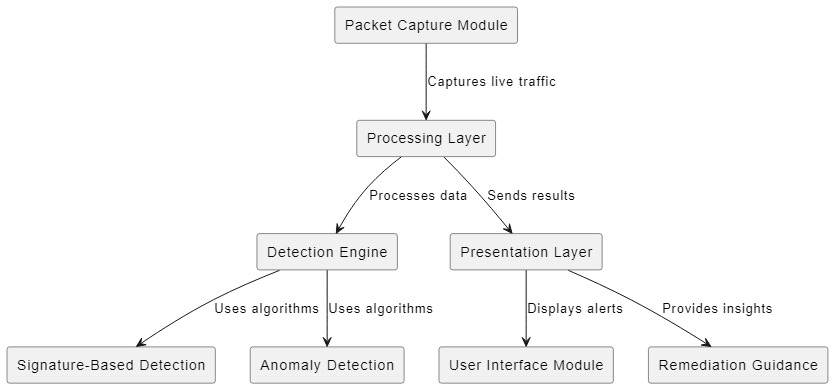 Packet Capture Module
Captures live traffic
Processing Layer
Processes data
Sends results
Detection Engine
Presentation Layer
Uses algorithms
Uses algorithms
Displays alerts
Provides insights
Signature-Based Detection
Anomaly Detection
User Interface Module
Remediation Guidance